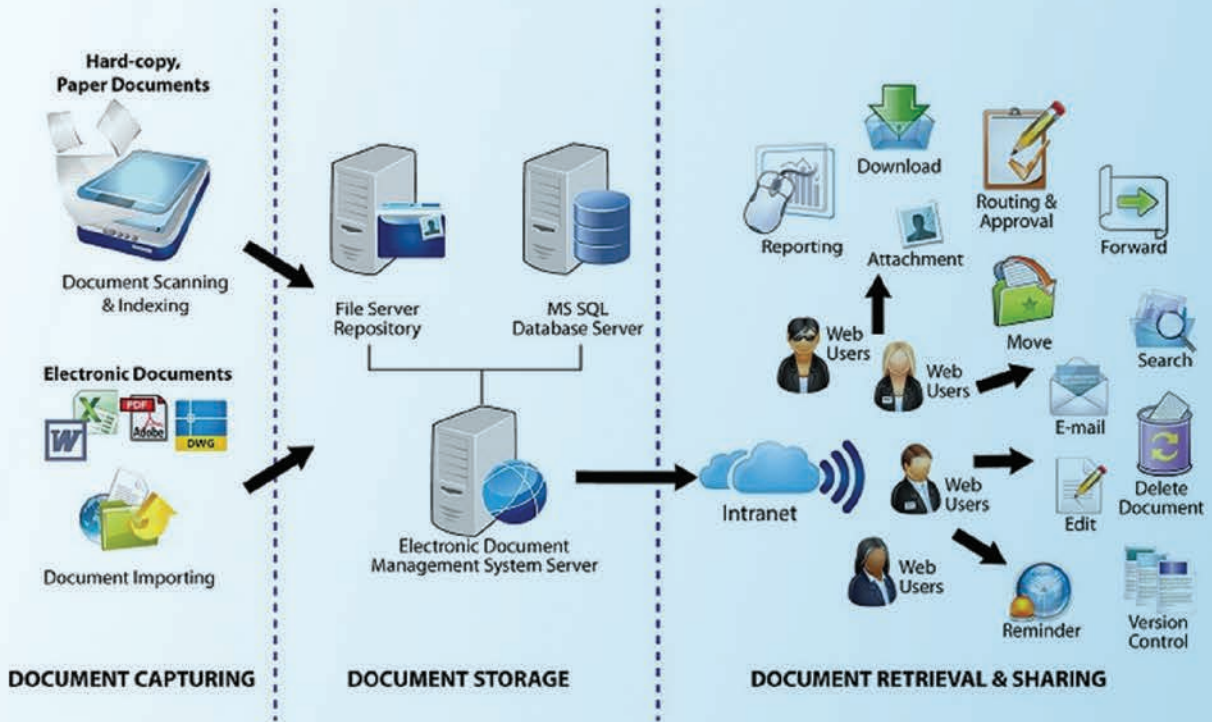 Hard-copy,
Paper Documents
Document Scanning
& Indexing
Electronic Documents
W
X
PDF
Adobe
DWG
Document Importing
DOCUMENT CAPTURING
File Server
Repository
MS SQL
Database Server
Electronic Document
Management System Server
DOCUMENT STORAGE
Download
Routing &
Approval
Reporting
Attachment
Forward
Move
Search
Web
Users
Web
Users
E-mail
Intranet
Web
Users
Edit
Delete
Document
Web
Users
Reminder
Version
Control
DOCUMENT RETRIEVAL & SHARING